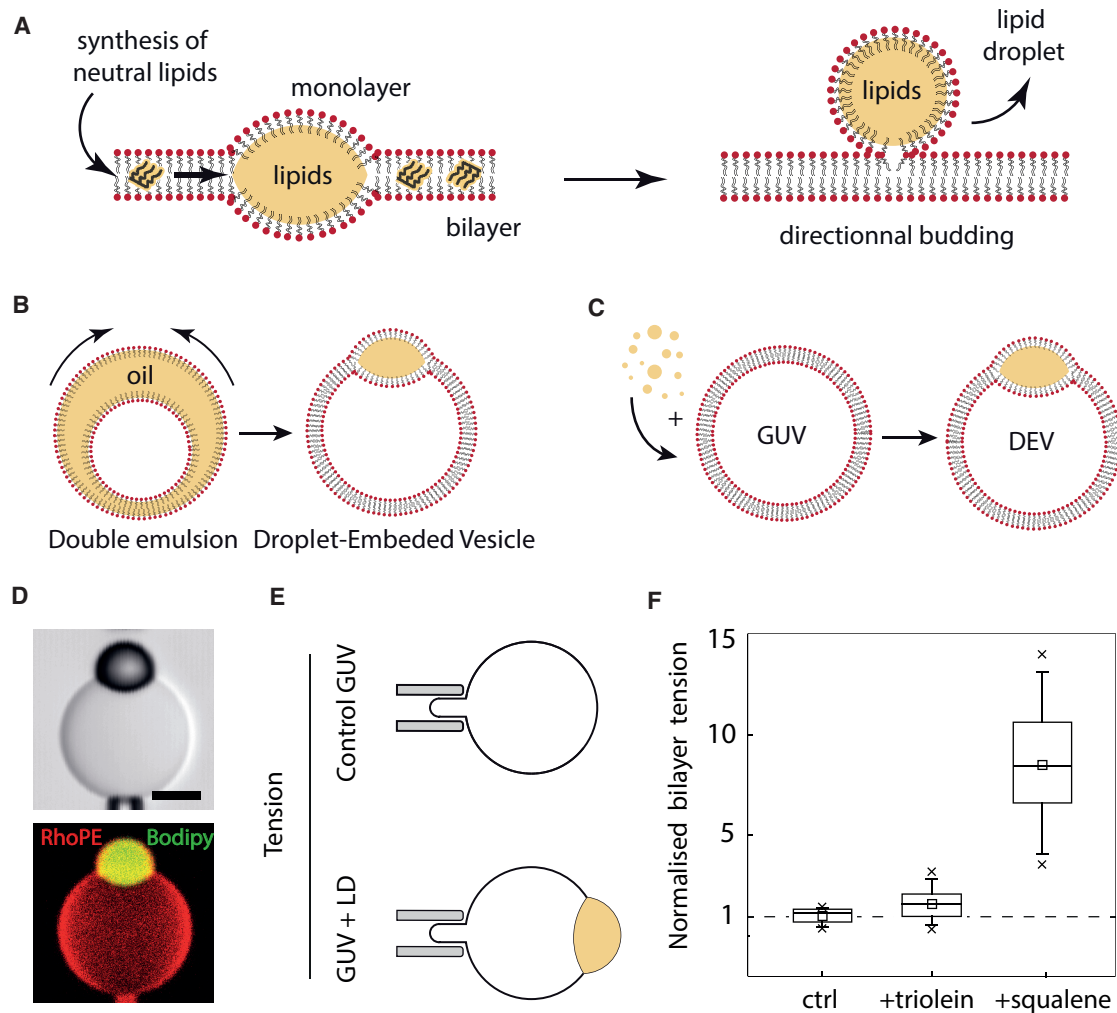 A
synthesis of
neutral lipids
monolayer
lipids
bilayer
lipids
lipid
droplet
directionnal budding
B
oil
Double emulsion
Droplet-Embeded Vesicle
C
+
GUV
DEV
D
RhoPE
Bodipy
E
Tension
Control GUV
GUV + LD
F
Normalised bilayer tension
15
10
5
1
ctrl
+triolein
+squalene